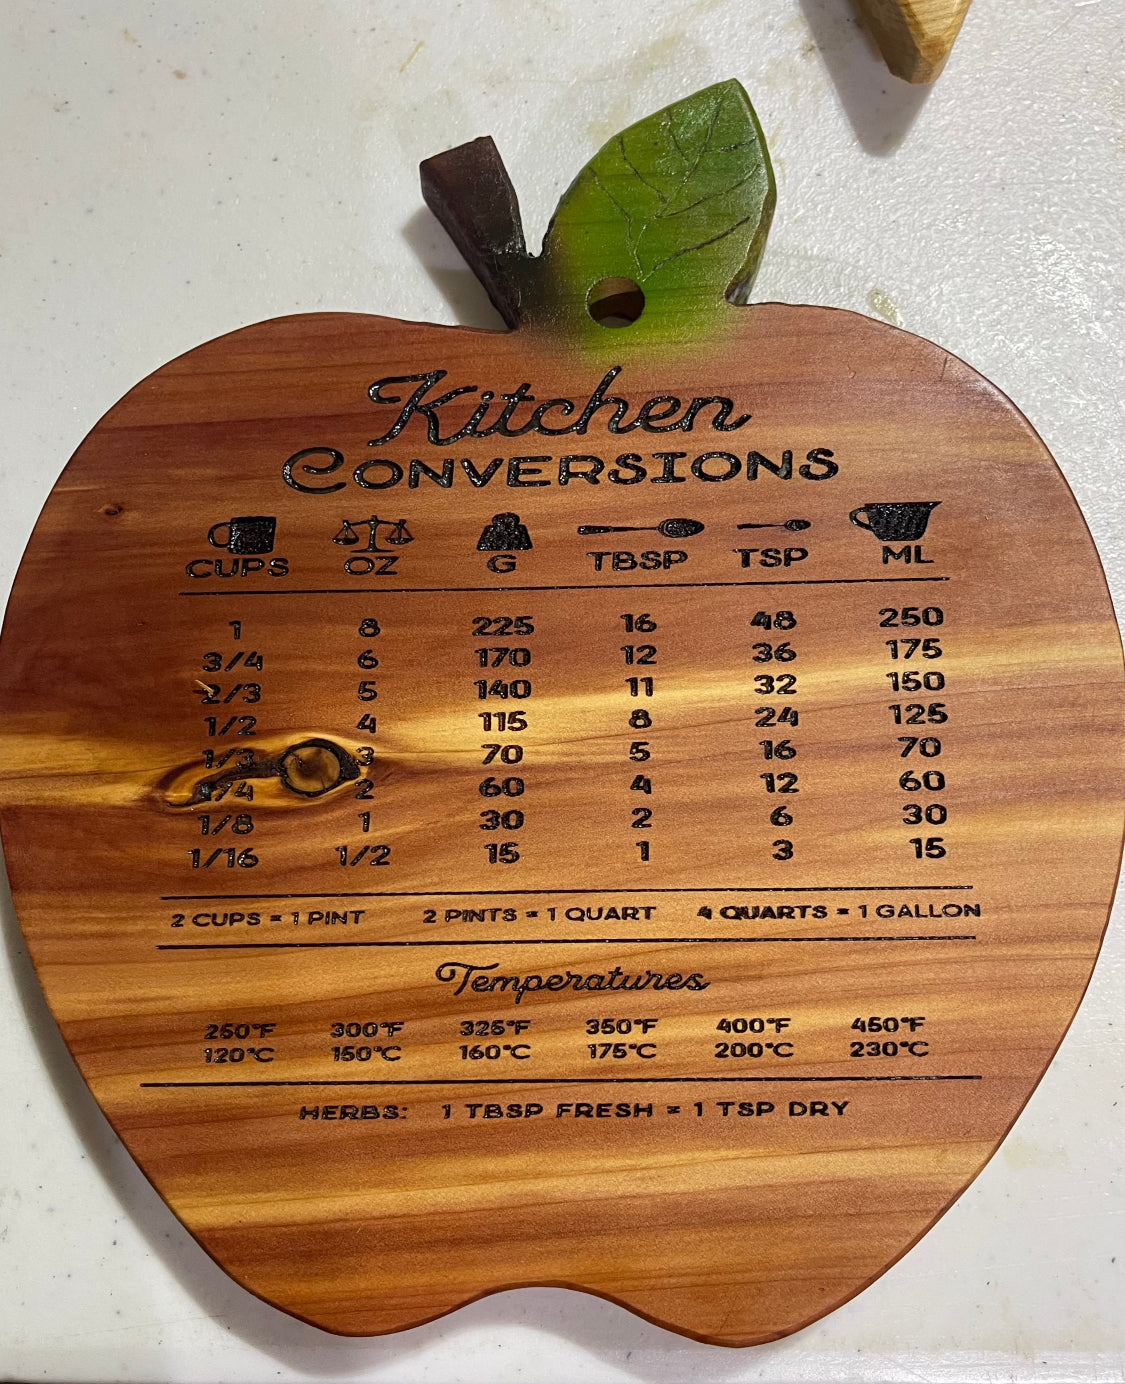 Kitchen
CONVERSIONS
CUPS OZ G TBSP TSP ML
1 8 225 16 48 250
3/4 6 170 12 36 175
2/3 5 140 11 32 150
1/2 4 115 8 24 125
1/3 3 70 5 16 70
1/4 2 60 4 12 60
1/8 1 30 2 6 30
1/16 1/2 15 1 3 15
2 CUPS = 1 PINT 2 PINTS = 1 QUART 4 QUARTS = 1 GALLON
Temperatures
250°F 300°F 325°F 350°F 400°F 450°F
120°C 150°C 160°C 175°C 200°C 230°C
HERBS: 1 TBSP FRESH = 1 TSP DRY